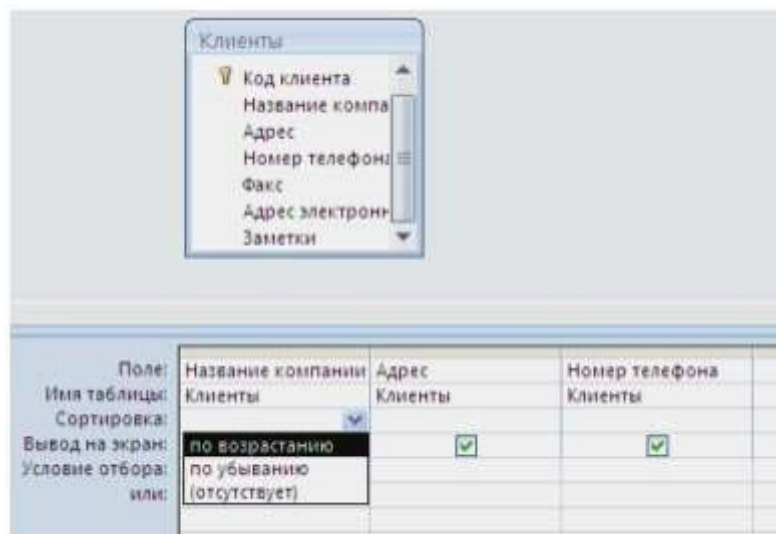 Клиенты
Код клиента
Название компа
Адрес
Номер телефона
Факс
Адрес электрон
Заметки
Поле: Название компании Адрес Номер телефона
Имя таблицы: Клиенты Клиенты Клиенты
Сортировка:
Вывод на экран: по возрастанию
Условие отбора: по убыванию
или: (отсутствует)